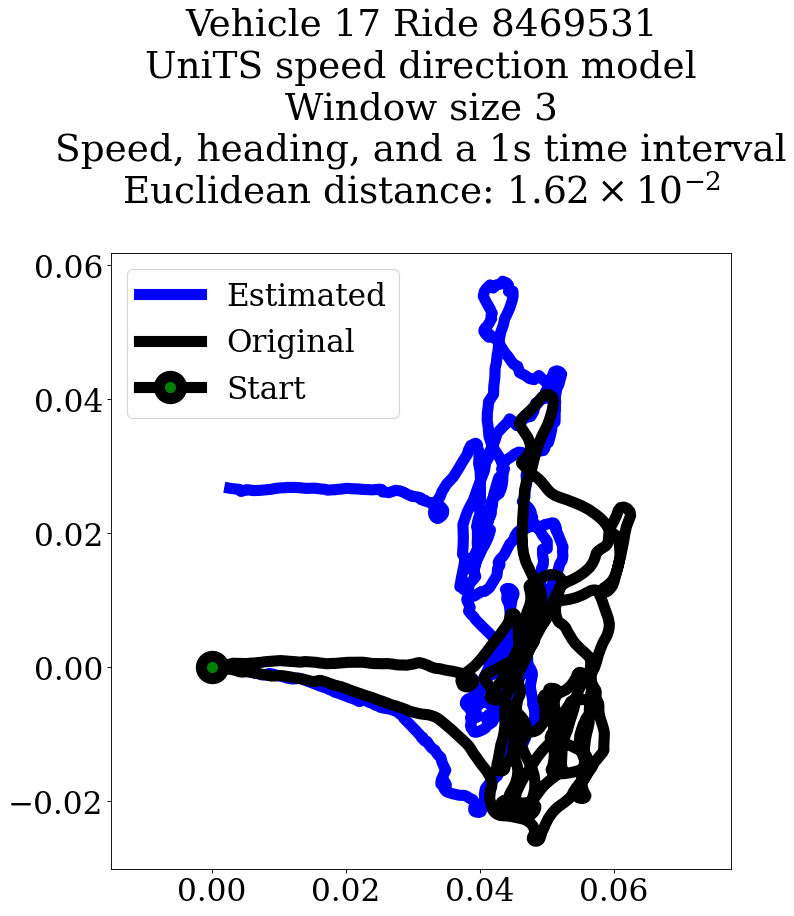 Vehicle 17 Ride 8469531
UniTS speed direction model
Window size 3
Speed, heading, and a 1s time interval
Euclidean distance: 1.62 × 10⁻²
0.06
0.04
0.02
0.00
−0.02
Estimated
Original
Start
0.00 0.02 0.04 0.06